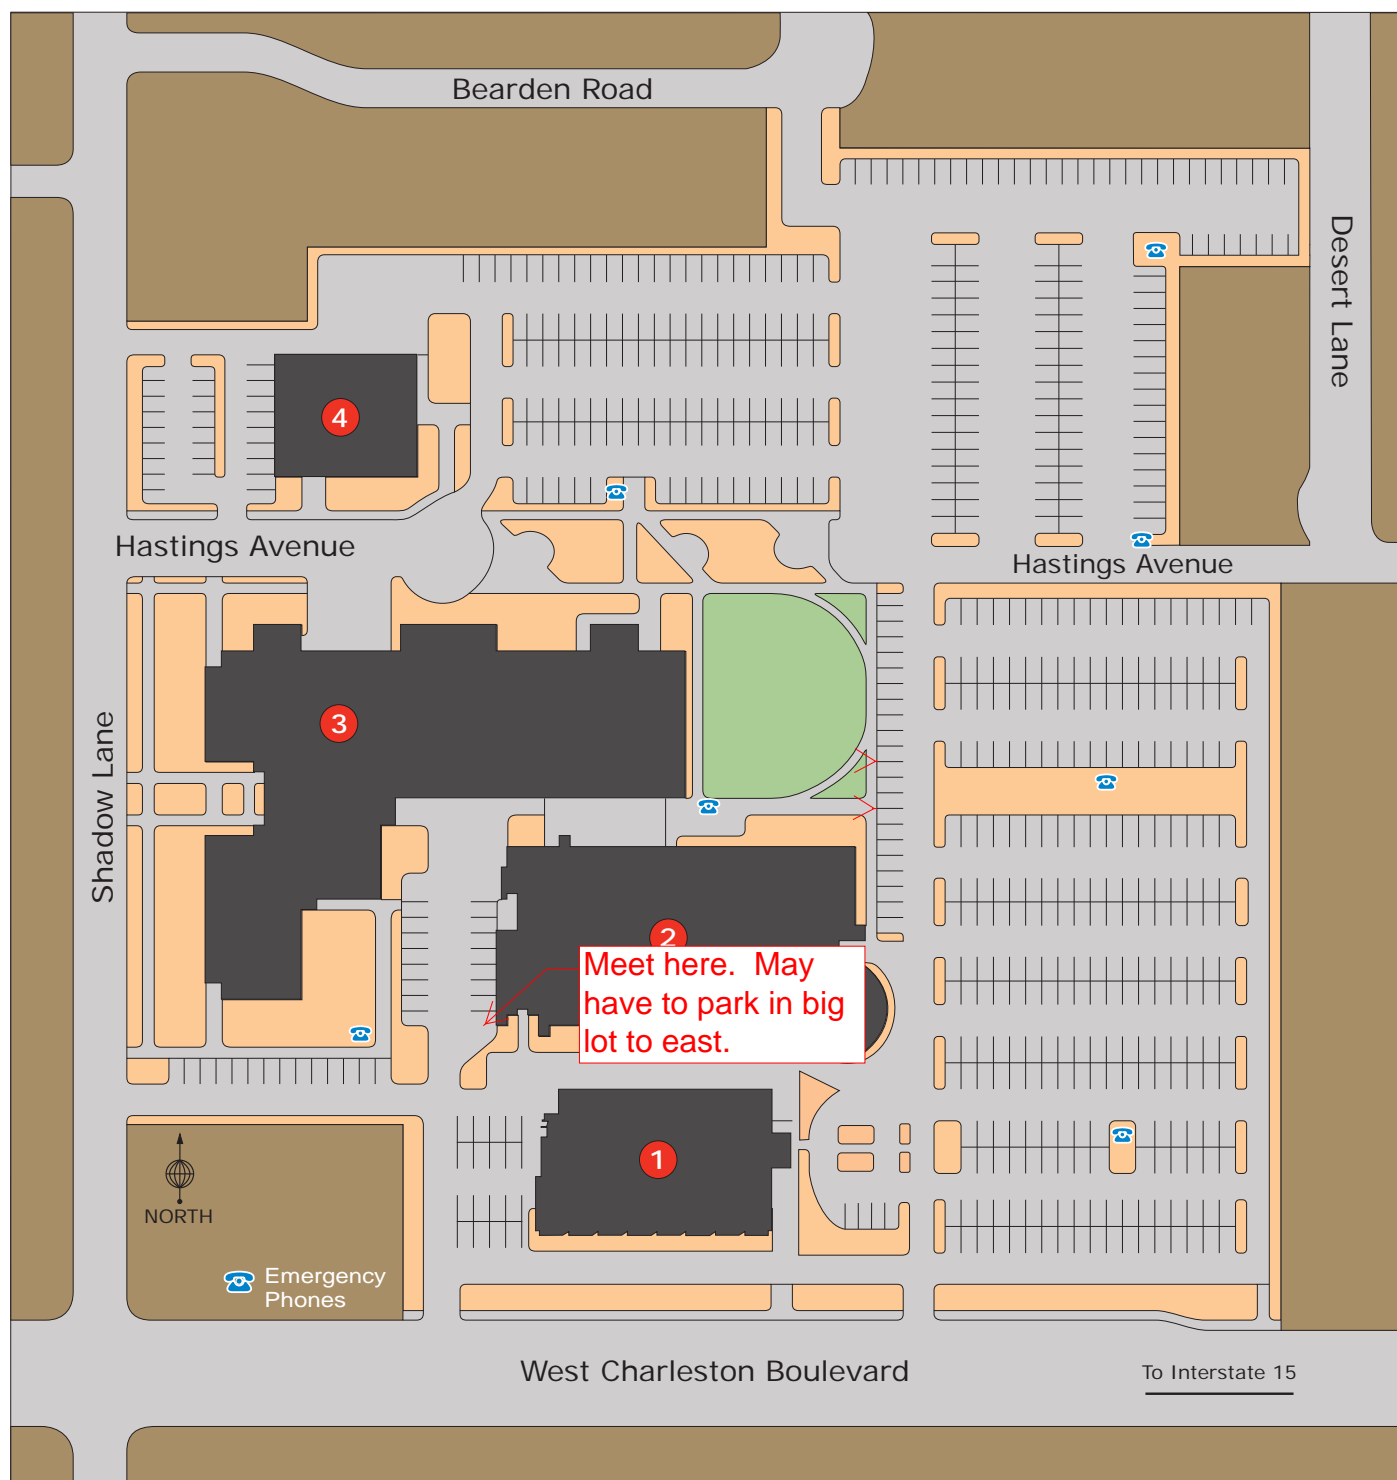 Bearden Road
Desert Lane
4
Hastings Avenue
Hastings Avenue
3
Shadow Lane
2
Meet here. May
have to park in big
lot to east.
1
NORTH
Emergency
Phones
West Charleston Boulevard
To Interstate 15